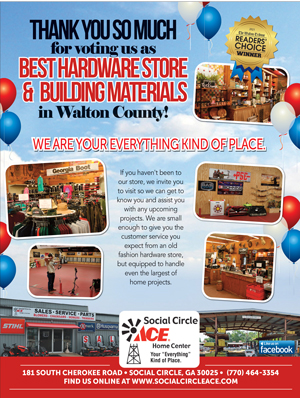 THANK YOU SO MUCH
for voting us as
BEST HARDWARE STORE
& BUILDING MATERIALS
in Walton County!
The Walton Tribune
READERS'
CHOICE
WINNER
WE ARE YOUR EVERYTHING KIND OF PLACE.
Georgia Boot
If you haven't been to
our store, we invite you
to visit so we can get to
know you and assist you
with any upcoming
projects. We are small
enough to give you the
customer service you
expect from an old
fashion hardware store,
but equipped to handle
even the largest of
home projects.
SALES • SERVICE • PARTS
STIHL
Social Circle
ACE
Home Center
Your "Everything"
Kind of Place.
facebook
181 SOUTH CHEROKEE ROAD • SOCIAL CIRCLE, GA 30025 • (770) 464-3354
FIND US ONLINE AT WWW.SOCIALCIRCLEACE.COM